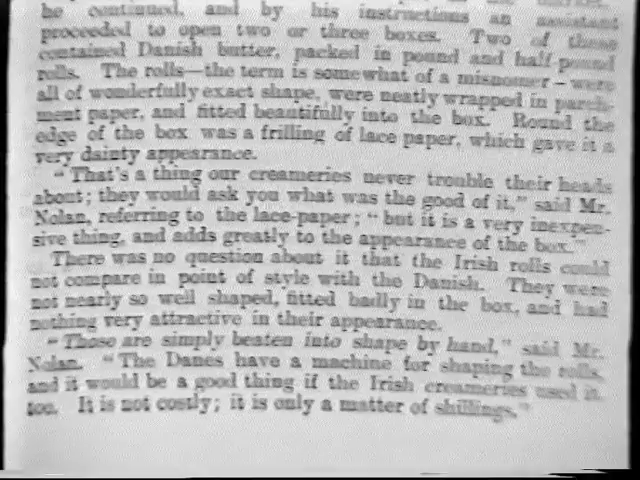 he continued, and by his instructions an assistant
proceeded to open two or three boxes. Two of these
contained Danish butter, packed in pound and half-pound
rolls. The rolls—the term is somewhat of a misnomer—were
all of wonderfully exact shape, were neatly wrapped in parch-
ment paper, and fitted beautifully into the box. Round the
edge of the box was a frilling of lace paper, which gave it a
very dainty appearance.
"That's a thing our creameries never trouble their heads
about; they would ask you what was the good of it," said Mr.
Nolan, referring to the lace-paper; "but it is a very inexpen-
sive thing, and adds greatly to the appearance of the box."
There was no question about it that the Irish rolls could
not compare in point of style with the Danish. They were
not nearly so well shaped, fitted badly in the box, and had
nothing very attractive in their appearance.
"Those are simply beaten into shape by hand," said Mr.
Nolan. "The Danes have a machine for shaping the rolls,
and it would be a good thing if the Irish creameries used it,
too. It is not costly; it is only a matter of shillings."